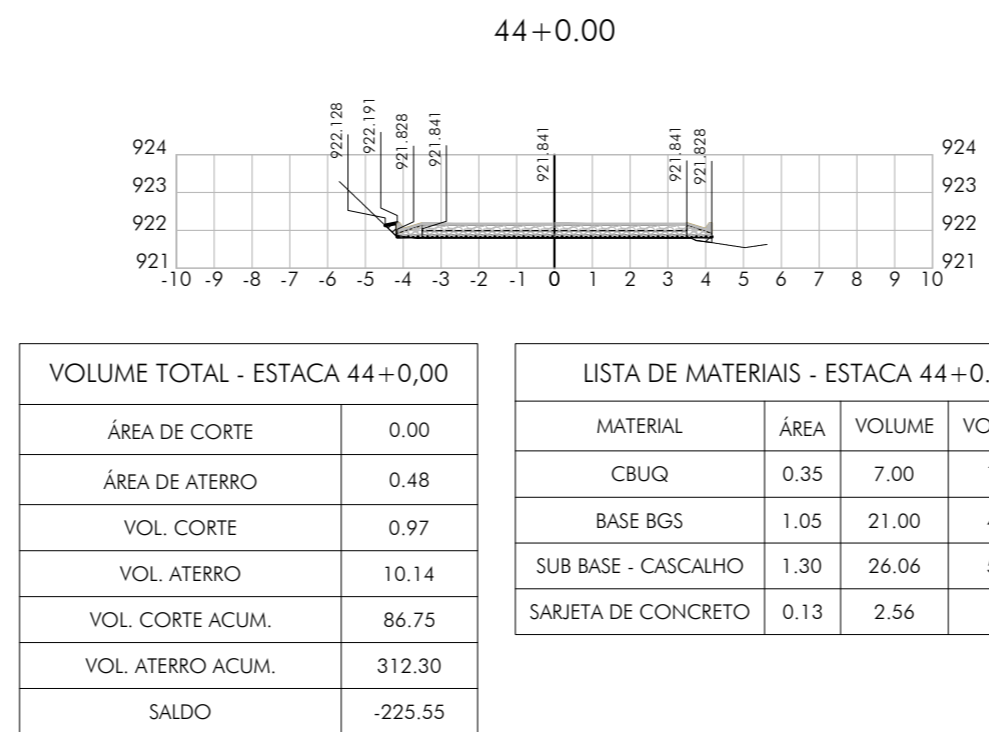 44+0.00
922.128
922.191
921.828
921.841
921.841
921.841
921.828
924 924
923 923
922 922
921 921
-10 -9 -8 -7 -6 -5 -4 -3 -2 -1 0 1 2 3 4 5 6 7 8 9 10
VOLUME TOTAL - ESTACA 44+0,00
ÁREA DE CORTE 0.00
ÁREA DE ATERRO 0.48
VOL. CORTE 0.97
VOL. ATERRO 10.14
VOL. CORTE ACUM. 86.75
VOL. ATERRO ACUM. 312.30
SALDO -225.55
LISTA DE MATERIAIS - ESTACA 44+0.
MATERIAL ÁREA VOLUME
CBUQ 0.35 7.00
BASE BGS 1.05 21.00
SUB BASE - CASCALHO 1.30 26.06
SARJETA DE CONCRETO 0.13 2.56